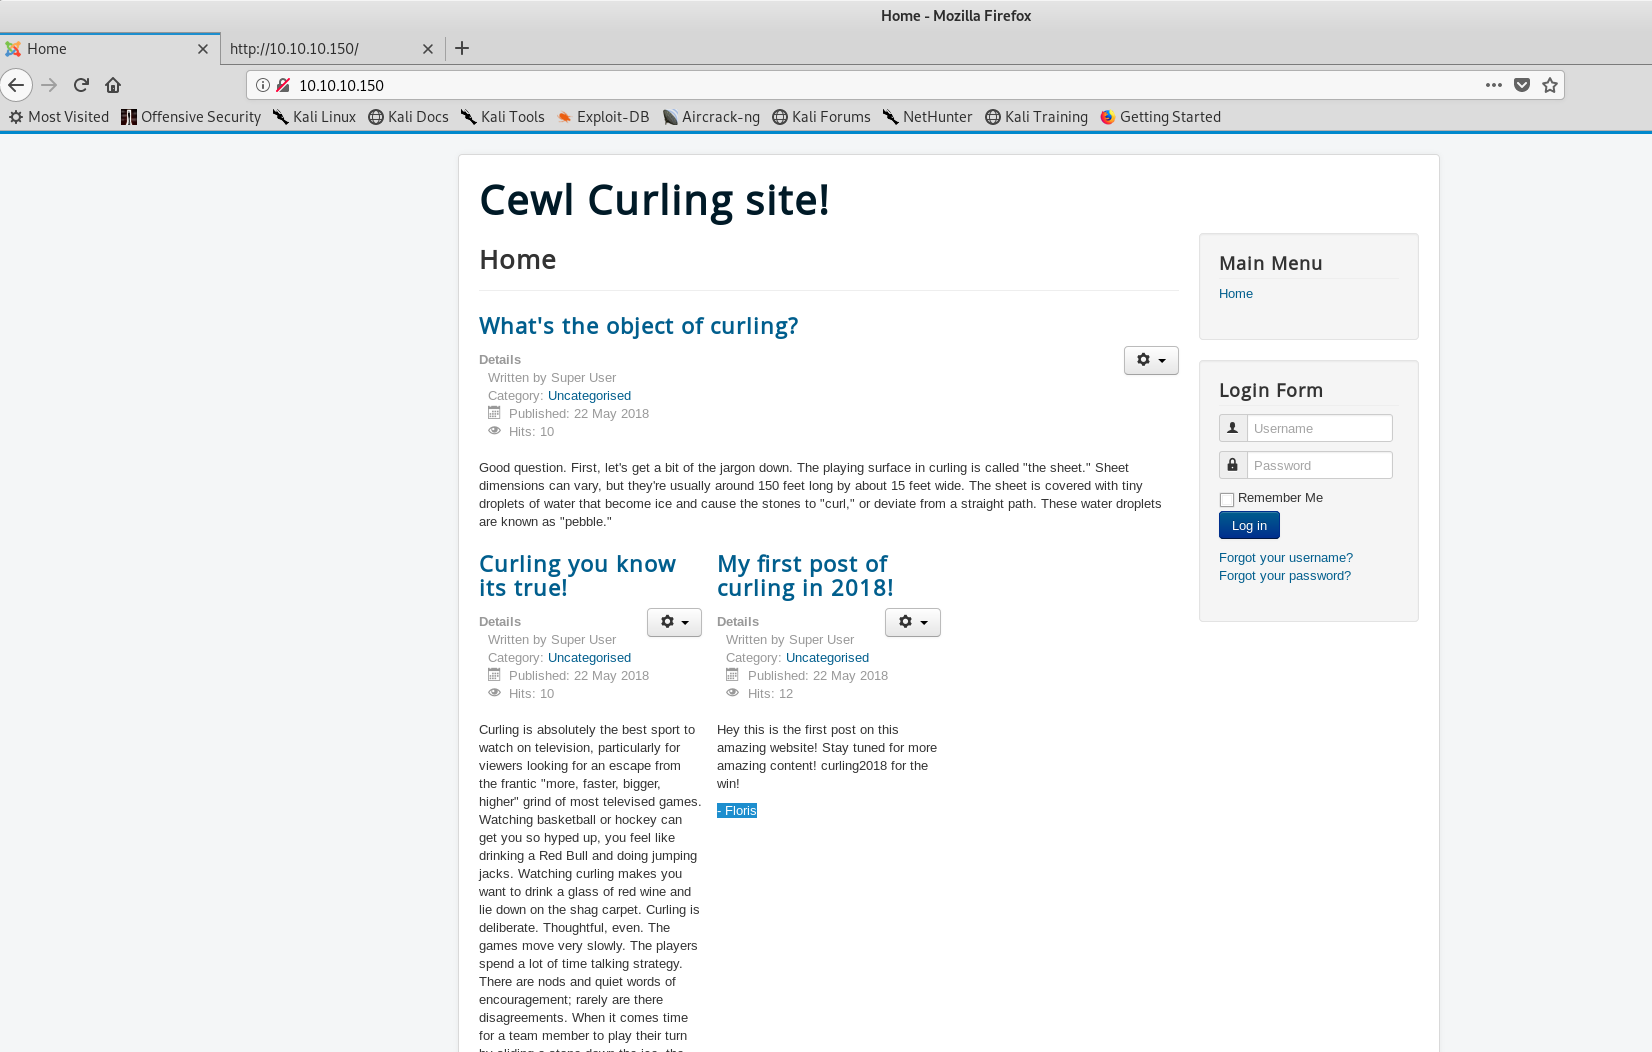 Home - Mozilla Firefox
Home
http://10.10.10.150/
10.10.10.150
Most Visited Offensive Security Kali Linux Kali Docs Kali Tools Exploit-DB Aircrack-ng Kali Forums NetHunter Kali Training Getting Started
Cewl Curling site!
Home
What's the object of curling?
Details
Written by Super User
Category: Uncategorised
Published: 22 May 2018
Hits: 10
Good question. First, let's get a bit of the jargon down. The playing surface in curling is called "the sheet." Sheet
dimensions can vary, but they're usually around 150 feet long by about 15 feet wide. The sheet is covered with tiny
droplets of water that become ice and cause the stones to "curl," or deviate from a straight path. These water droplets
are known as "pebble."
Curling you know
its true!
Details
Written by Super User
Category: Uncategorised
Published: 22 May 2018
Hits: 10
Curling is absolutely the best sport to
watch on television, particularly for
viewers looking for an escape from
the frantic "more, faster, bigger,
higher" grind of most televised games.
Watching basketball or hockey can
get you so hyped up, you feel like
drinking a Red Bull and doing jumping
jacks. Watching curling makes you
want to drink a glass of red wine and
lie down on the shag carpet. Curling is
deliberate. Thoughtful, even. The
games move very slowly. The players
spend a lot of time talking strategy.
There are nods and quiet words of
encouragement; rarely are there
disagreements. When it comes time
for a team member to play their turn
My first post of
curling in 2018!
Details
Written by Super User
Category: Uncategorised
Published: 22 May 2018
Hits: 12
Hey this is the first post on this
amazing website! Stay tuned for more
amazing content! curling2018 for the
win!
- Floris
Main Menu
Home
Login Form
Username
Password
Remember Me
Log in
Forgot your username?
Forgot your password?